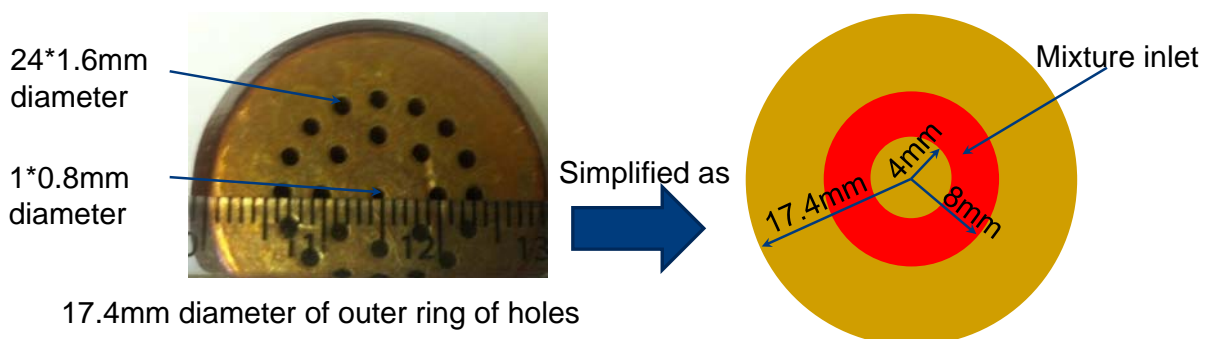 24*1.6mm
diameter
1*0.8mm
diameter
0 11 12 13
17.4mm diameter of outer ring of holes
Simplified as
Mixture inlet
4mm
8mm
17.4mm